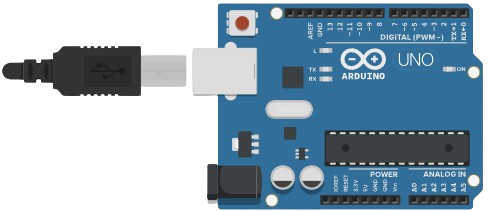 AREF
GND
13
12
~11
~10
~9
8
7
~6
~5
4
~3
2
TX→1
RX←0
DIGITAL (PWM~)
L
TX
RX
UNO
ARDUINO
ON
POWER
ANALOG IN
IOREF
RESET
3.3V
5V
GND
GND
Vin
A0
A1
A2
A3
A4
A5